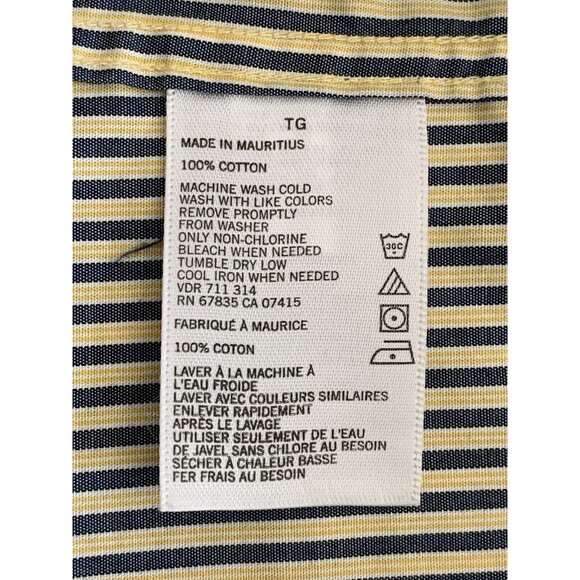 TG
MADE IN MAURITIUS
100% COTTON
MACHINE WASH COLD
WASH WITH LIKE COLORS
REMOVE PROMPTLY
FROM WASHER
ONLY NON-CHLORINE
BLEACH WHEN NEEDED
TUMBLE DRY LOW
COOL IRON WHEN NEEDED
VDR 711 314
RN 67835 CA 07415
30C
FABRIQUÉ À MAURICE
100% COTON
LAVER À LA MACHINE À
L'EAU FROIDE
LAVER AVEC COULEURS SIMILAIRES
ENLEVER RAPIDEMENT
APRÈS LE LAVAGE
UTILISER SEULEMENT DE L'EAU
DE JAVEL SANS CHLORE AU BESOIN
SÉCHER À CHALEUR BASSE
FER FRAIS AU BESOIN